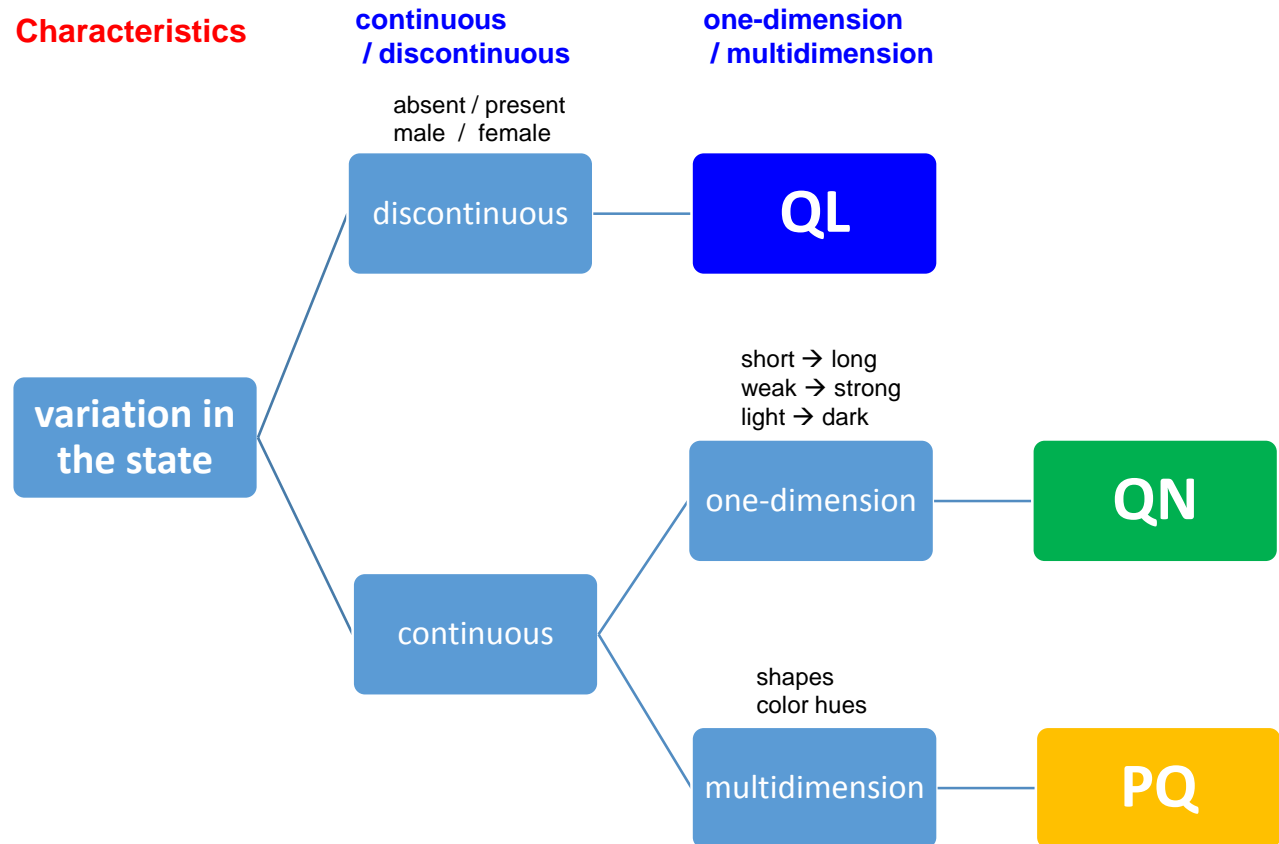 Characteristics
continuous
/ discontinuous
one-dimension
/ multidimension
absent / present
male / female
discontinuous
QL
variation in
the state
short → long
weak → strong
light → dark
one-dimension
QN
continuous
shapes
color hues
multidimension
PQ